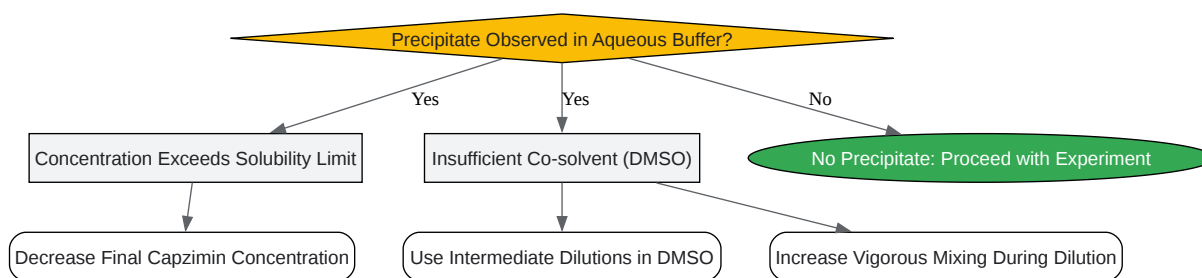 Precipitate Observed in Aqueous Buffer?
Yes
Yes
No
Concentration Exceeds Solubility Limit
Insufficient Co-solvent (DMSO)
No Precipitate: Proceed with Experiment
Decrease Final Capzimin Concentration
Use Intermediate Dilutions in DMSO
Increase Vigorous Mixing During Dilution